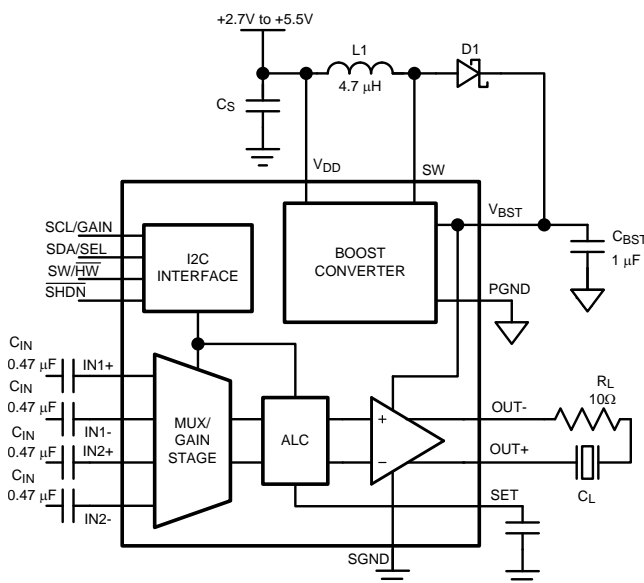 +2.7V to +5.5V
L1
4.7 μH
D1
CS
VDD
SW
VBST
CBST
1 μF
BOOST
CONVERTER
PGND
SCL/GAIN
SDA/SEL
SW/HW
SHDN
I2C
INTERFACE
CIN
0.47 μF
IN1+
CIN
0.47 μF
IN1-
CIN
0.47 μF
IN2+
CIN
0.47 μF
IN2-
MUX/
GAIN
STAGE
ALC
+
−
OUT-
OUT+
RL
10Ω
CL
SET
SGND